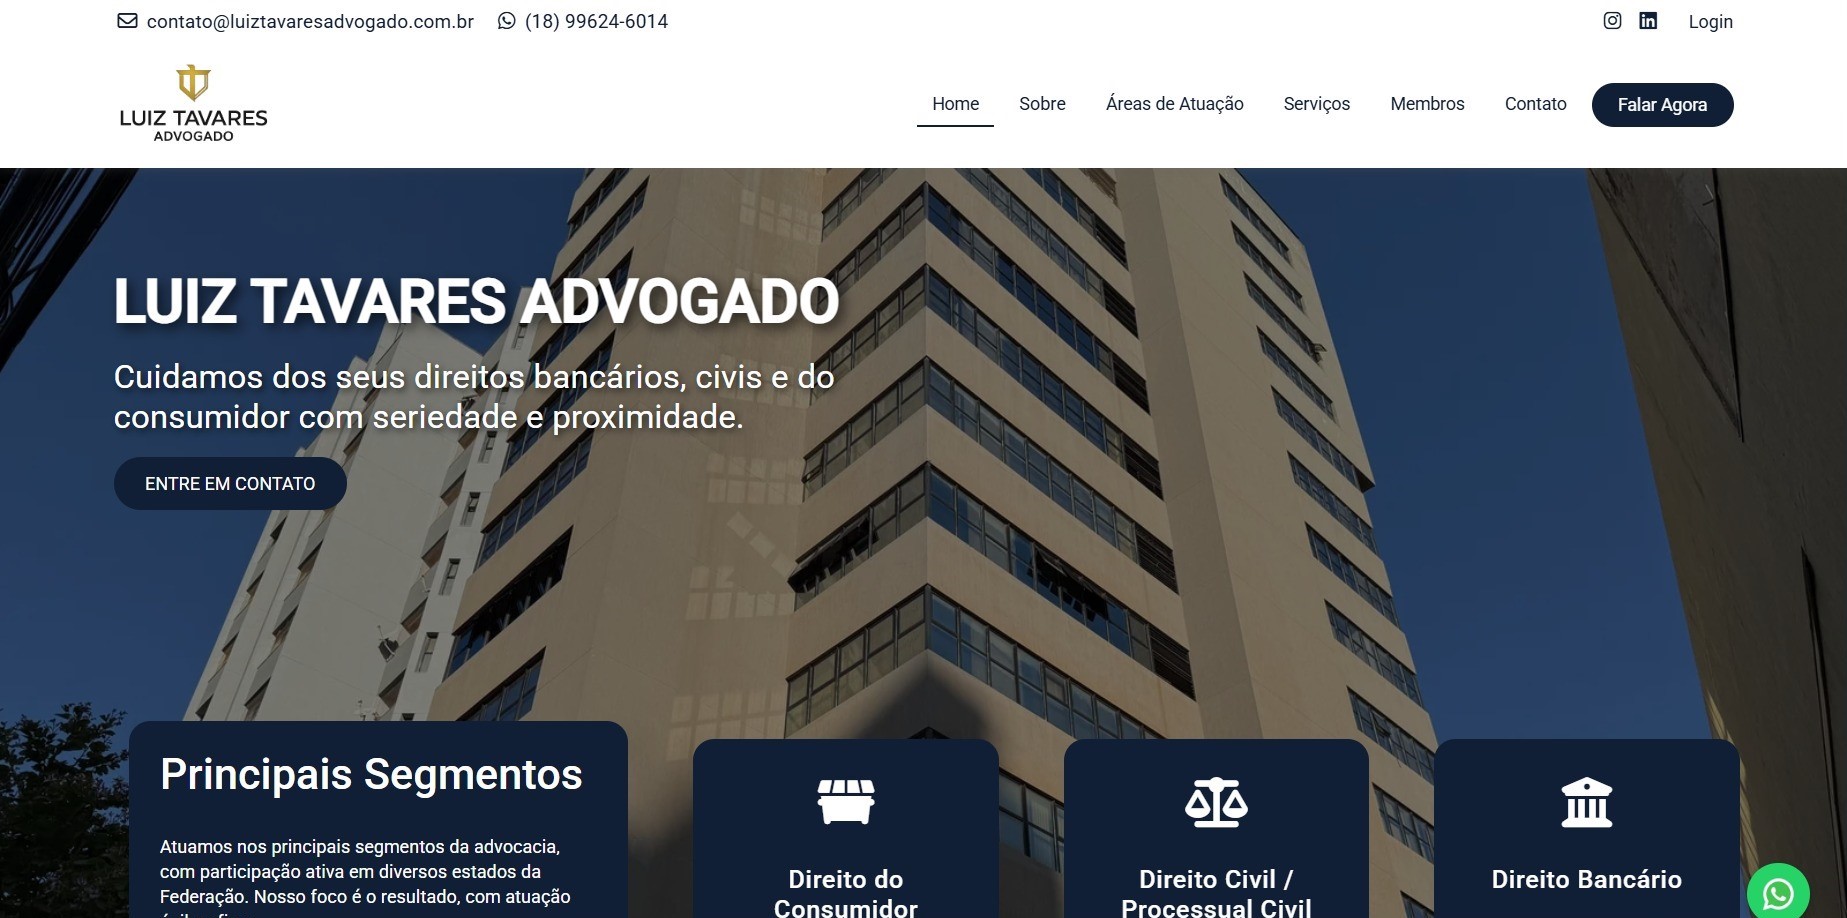 contato@luiztavaresadvogado.com.br (18) 99624-6014 Login
LUIZ TAVARES
ADVOGADO
Home Sobre Áreas de Atuação Serviços Membros Contato Falar Agora
LUIZ TAVARES ADVOGADO
Cuidamos dos seus direitos bancários, civis e do
consumidor com seriedade e proximidade.
ENTRE EM CONTATO
Principais Segmentos
Atuamos nos principais segmentos da advocacia,
com participação ativa em diversos estados da
Federação. Nosso foco é o resultado, com atuação
Direito do
Consumidor
Direito Civil /
Processual Civil
Direito Bancário